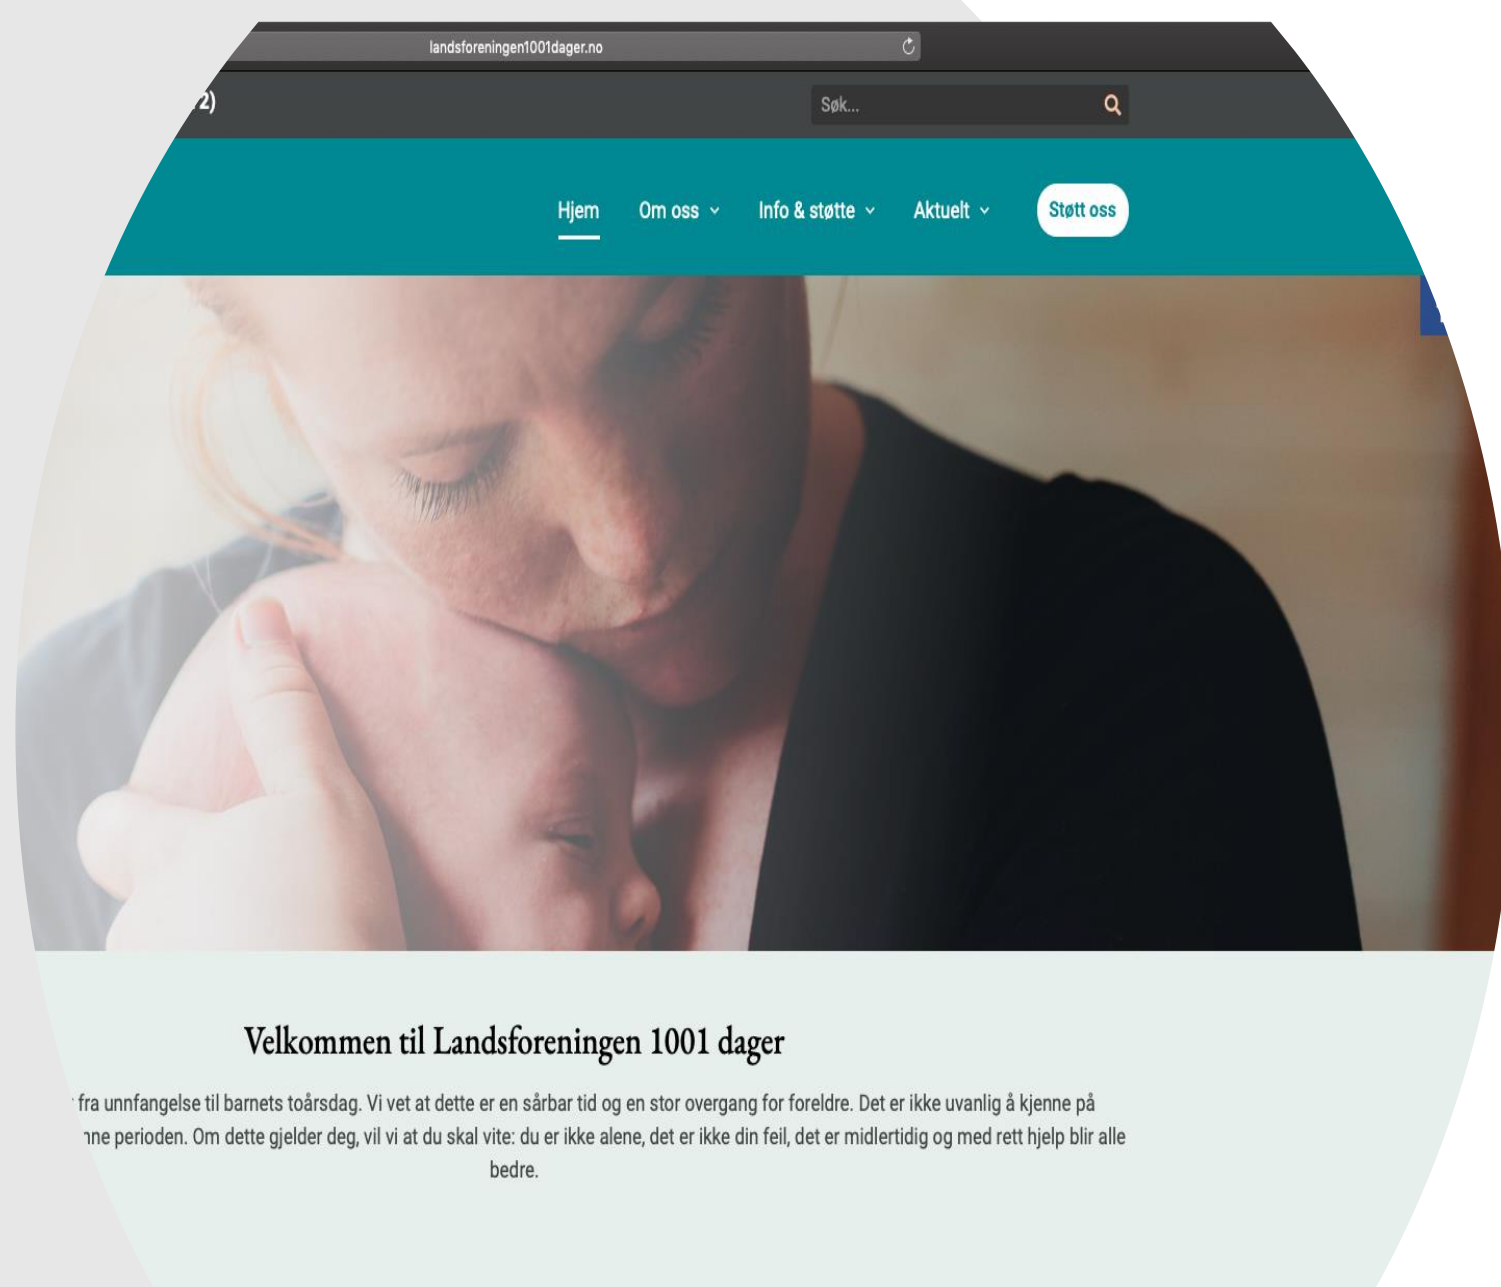 landsforeningen1001dager.no
2)
Søk...
Hjem Om oss Info & støtte Aktuelt Støtt oss
Velkommen til Landsforeningen 1001 dager
fra unnfangelse til barnets toårsdag. Vi vet at dette er en sårbar tid og en stor overgang for foreldre. Det er ikke uvanlig å kjenne på
perioden. Om dette gjelder deg, vil vi at du skal vite: du er ikke alene, det er ikke din feil, det er midlertidig og med rett hjelp blir alle
bedre.